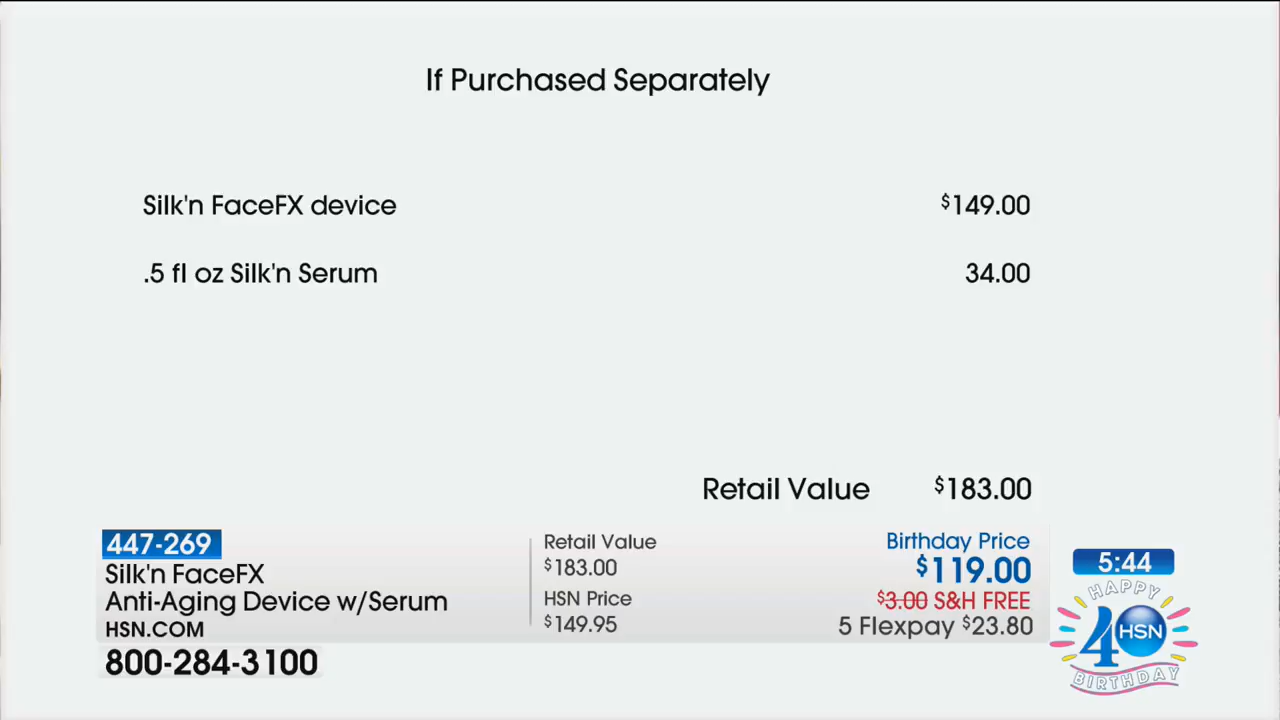 If Purchased Separately
Silk'n FaceFX device $149.00
.5 fl oz Silk'n Serum 34.00
Retail Value $183.00
447-269
Silk'n FaceFX
Anti-Aging Device w/Serum
HSN.COM
800-284-3100
Retail Value
$183.00
HSN Price
$149.95
Birthday Price
$119.00
$3.00 S&H FREE
5 Flexpay $23.80
5:44
HAPPY
40 HSN
BIRTHDAY